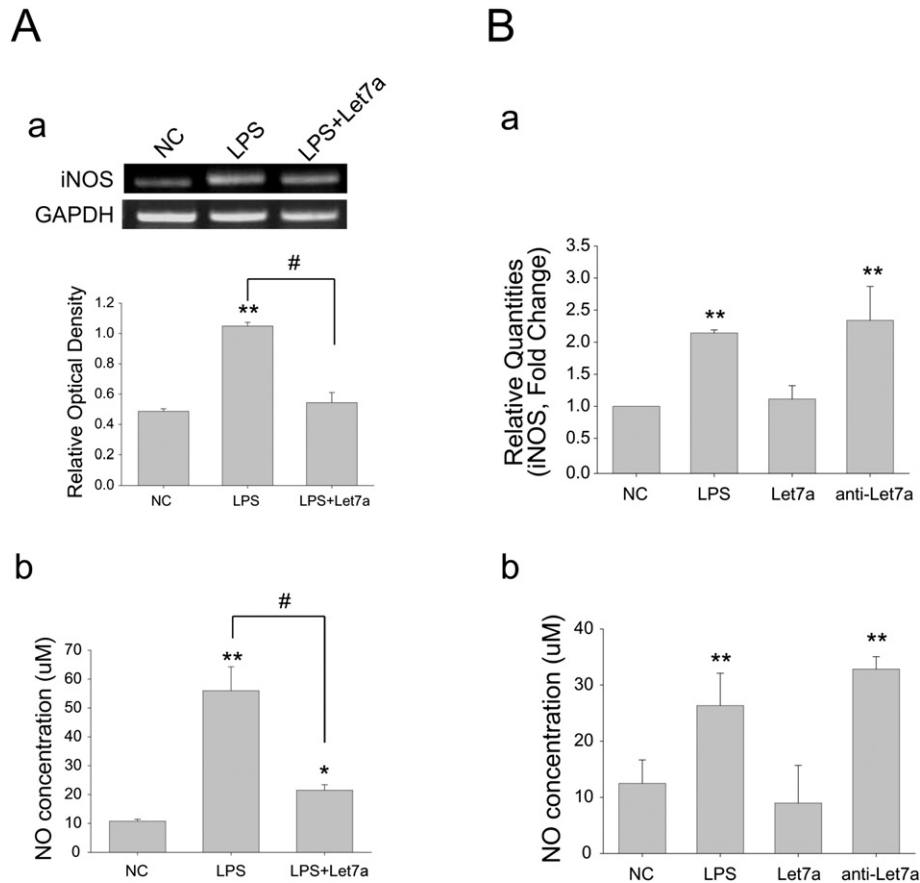 A
a
NC LPS LPS+Let7a
iNOS
GAPDH
#
**
Relative Optical Density
1.2
1.0
0.8
0.6
0.4
0.2
0.0
NC LPS LPS+Let7a
b
#
**
*
NO concentration (uM)
70
60
50
40
30
20
10
0
NC LPS LPS+Let7a
B
a
Relative Quantities
(iNOS, Fold Change)
3.5
3.0
2.5
2.0
1.5
1.0
0.5
0.0
**
**
NC LPS Let7a anti-Let7a
b
NO concentration (uM)
40
30
20
10
0
**
**
NC LPS Let7a anti-Let7a